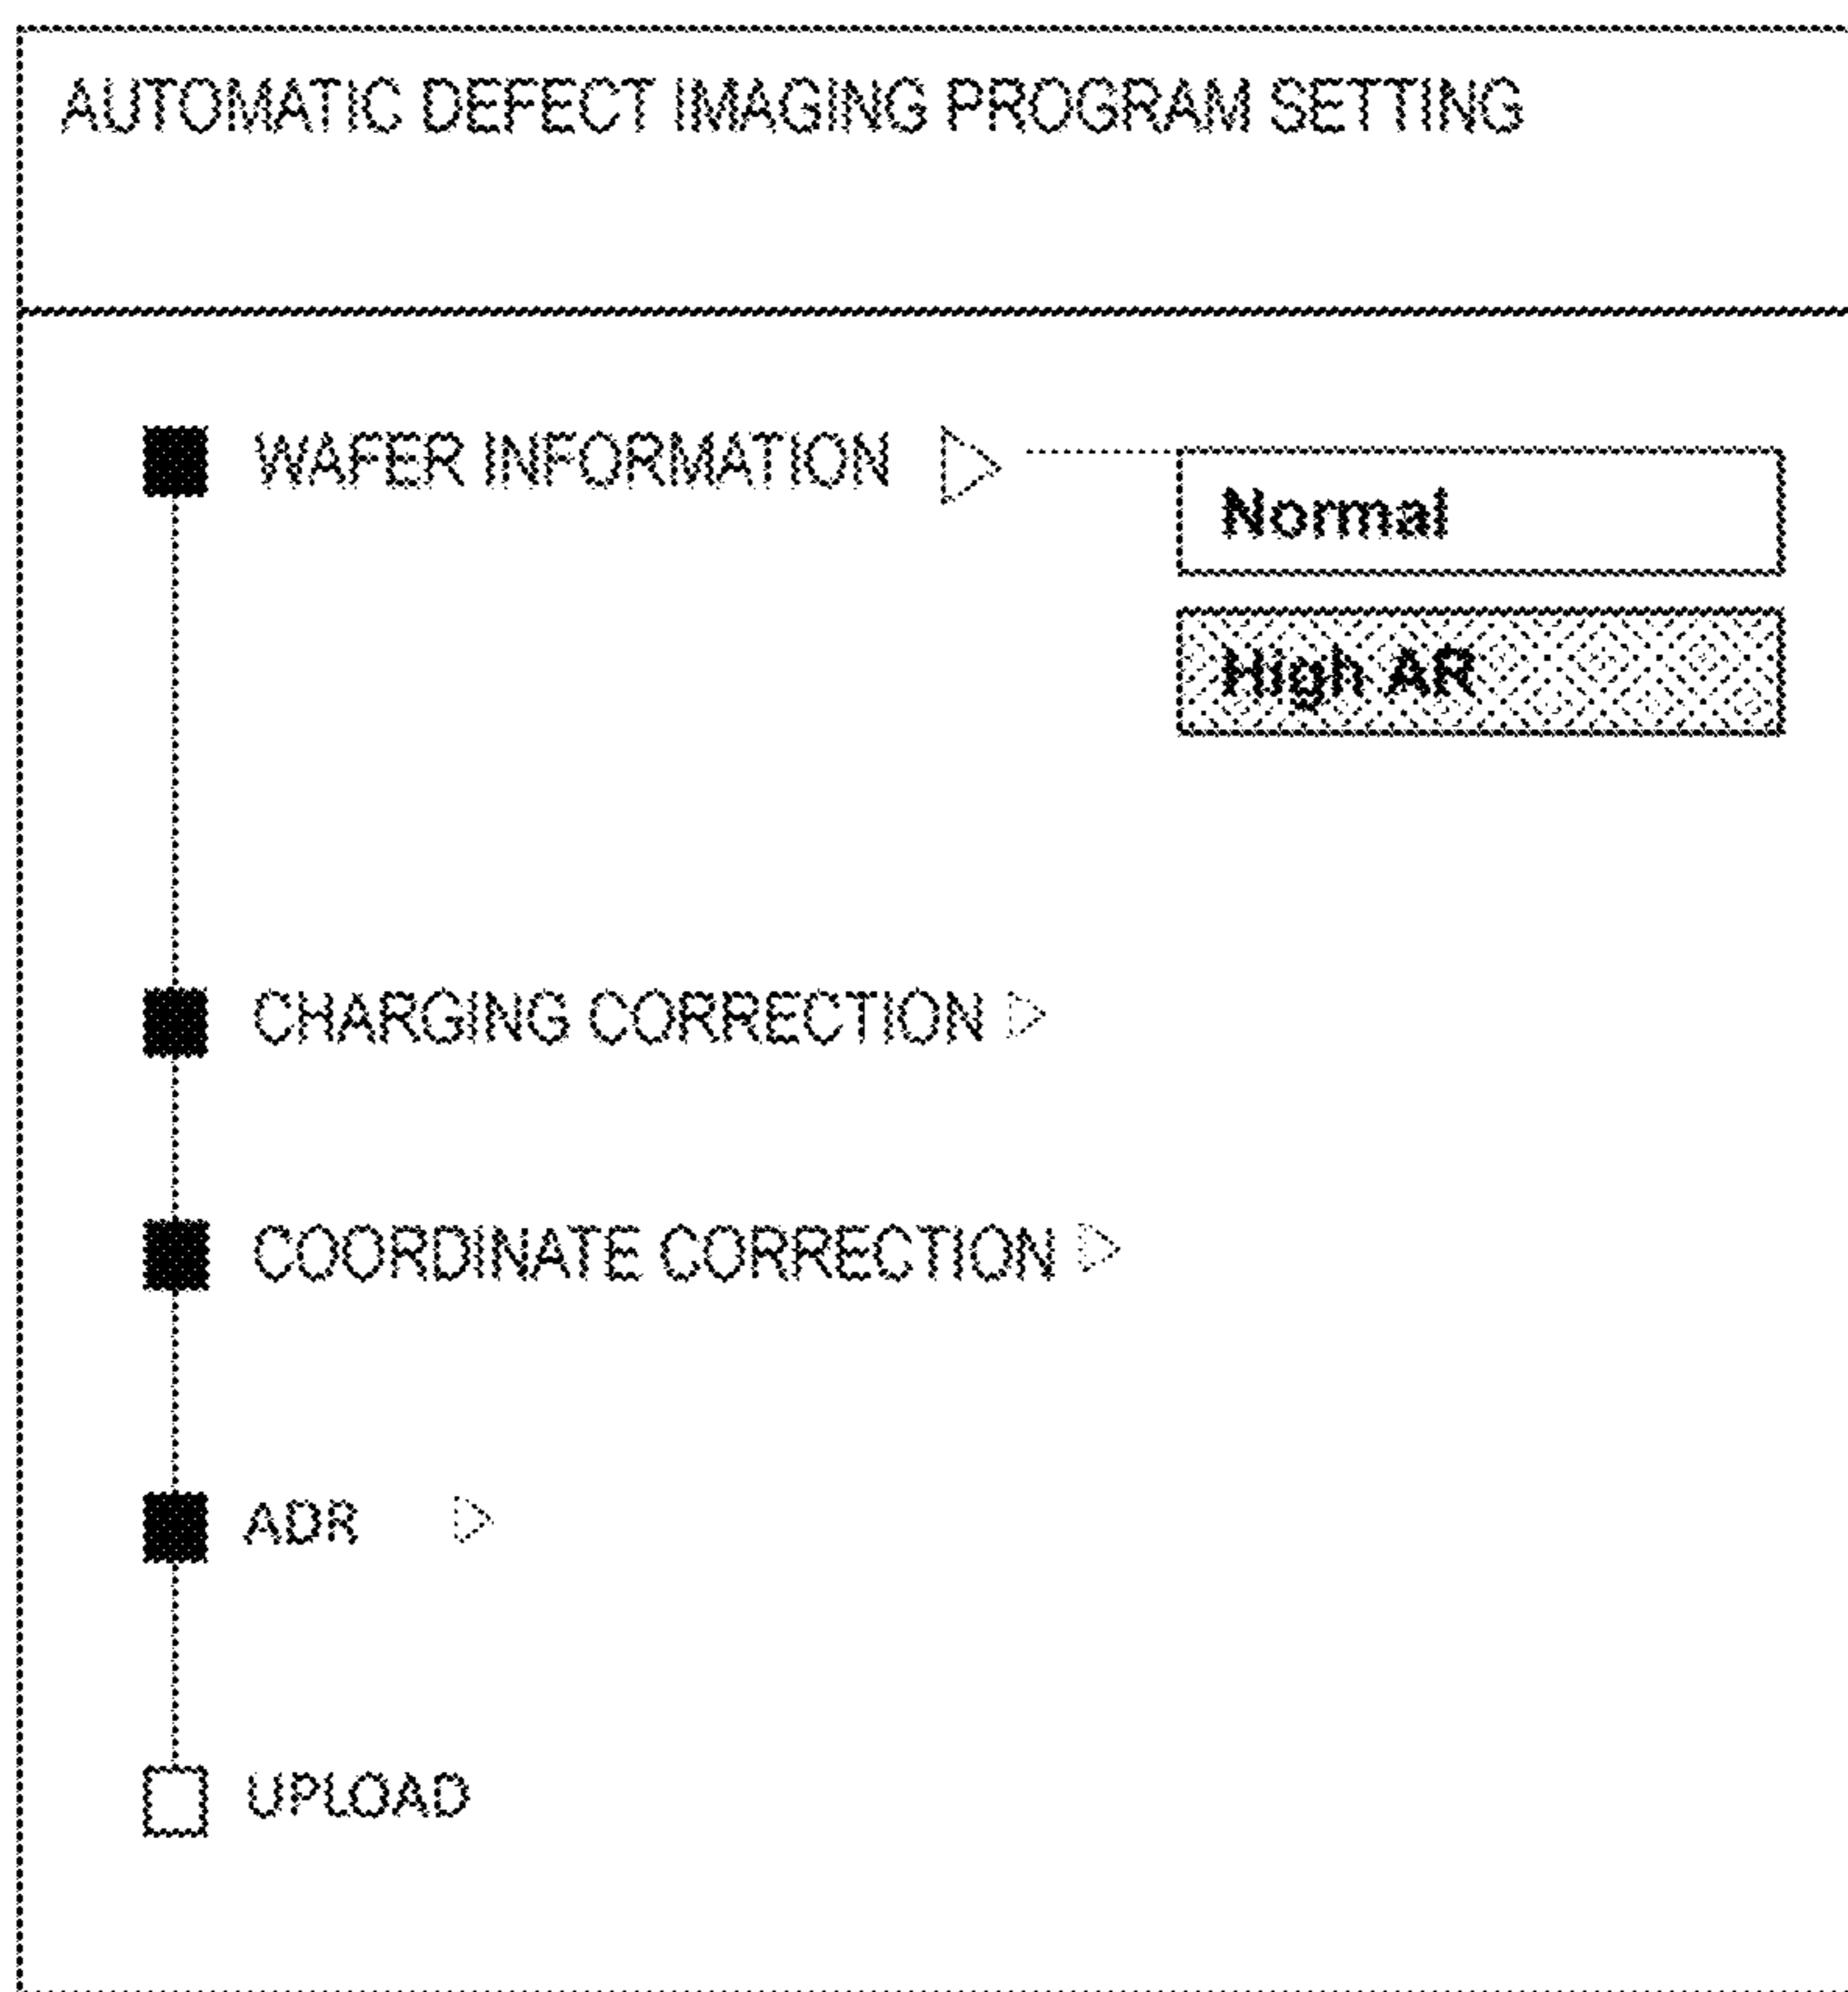 AUTOMATIC DEFECT IMAGING PROGRAM SETTING
WAFER INFORMATION
Normal
High AR
CHARGING CORRECTION
COORDINATE CORRECTION
ADR
UPLOAD